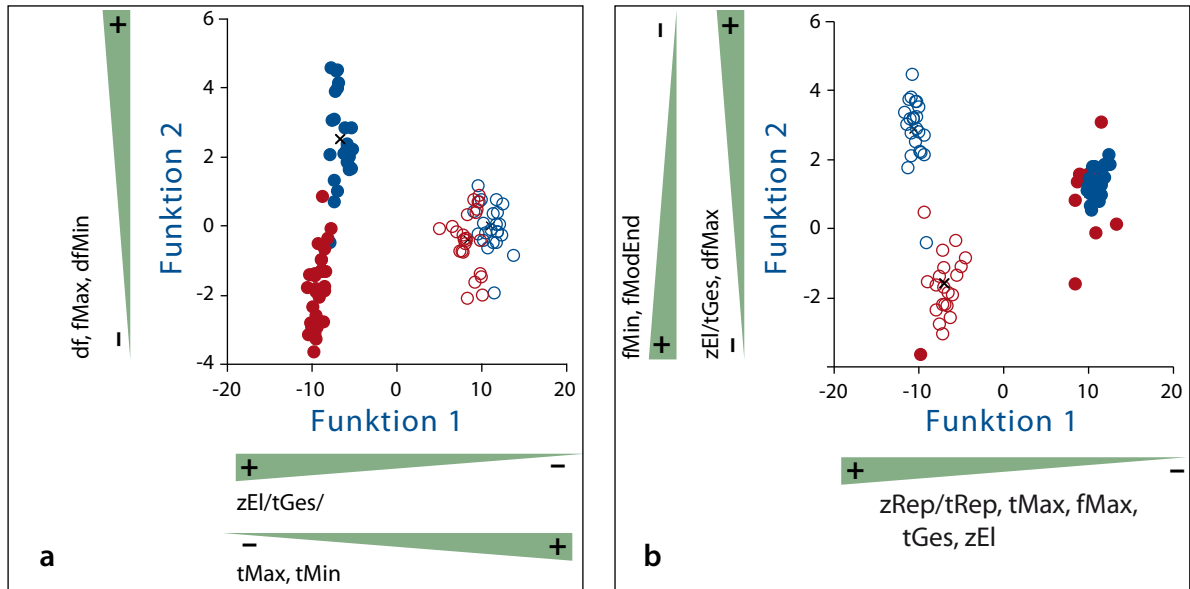 +
–
df, fMax, dfMin
Funktion 2
6
4
2
0
-2
-4
-20
-10
0
10
20
Funktion 1
+
–
zEl/tGes/
–
+
tMax, tMin
a
–
+
fMin, fModEnd
+
–
zEl/tGes, dfMax
Funktion 2
6
4
2
0
-2
-20
-10
0
10
20
Funktion 1
+
–
zRep/tRep, tMax, fMax,
tGes, zEl
b